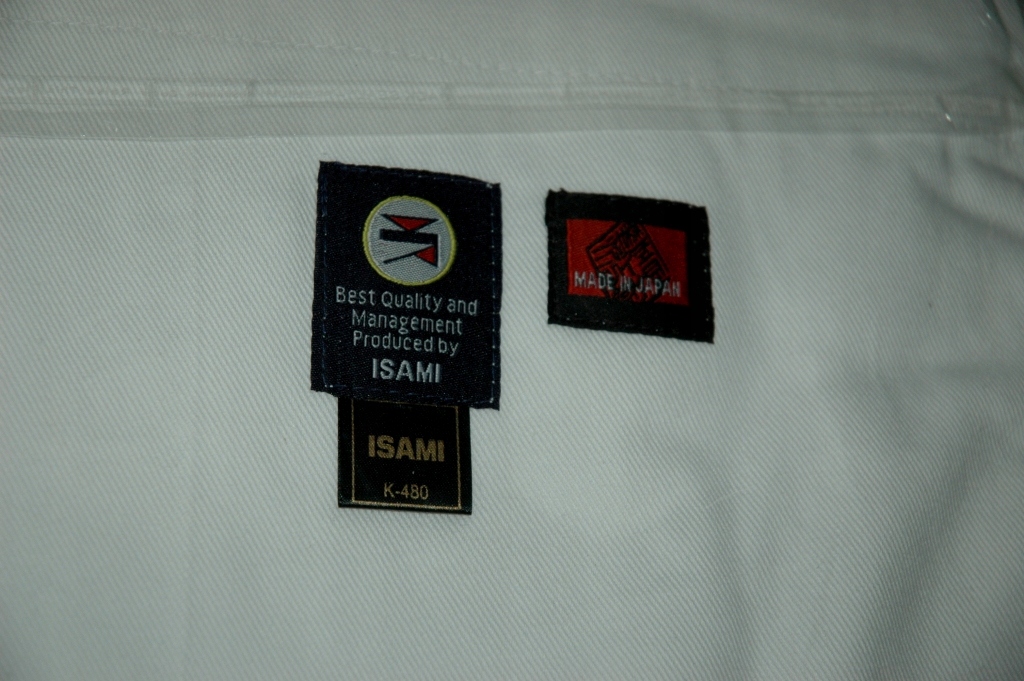 Best Quality and
Management
Produced by
ISAMI
ISAMI
K-480
MADE IN JAPAN